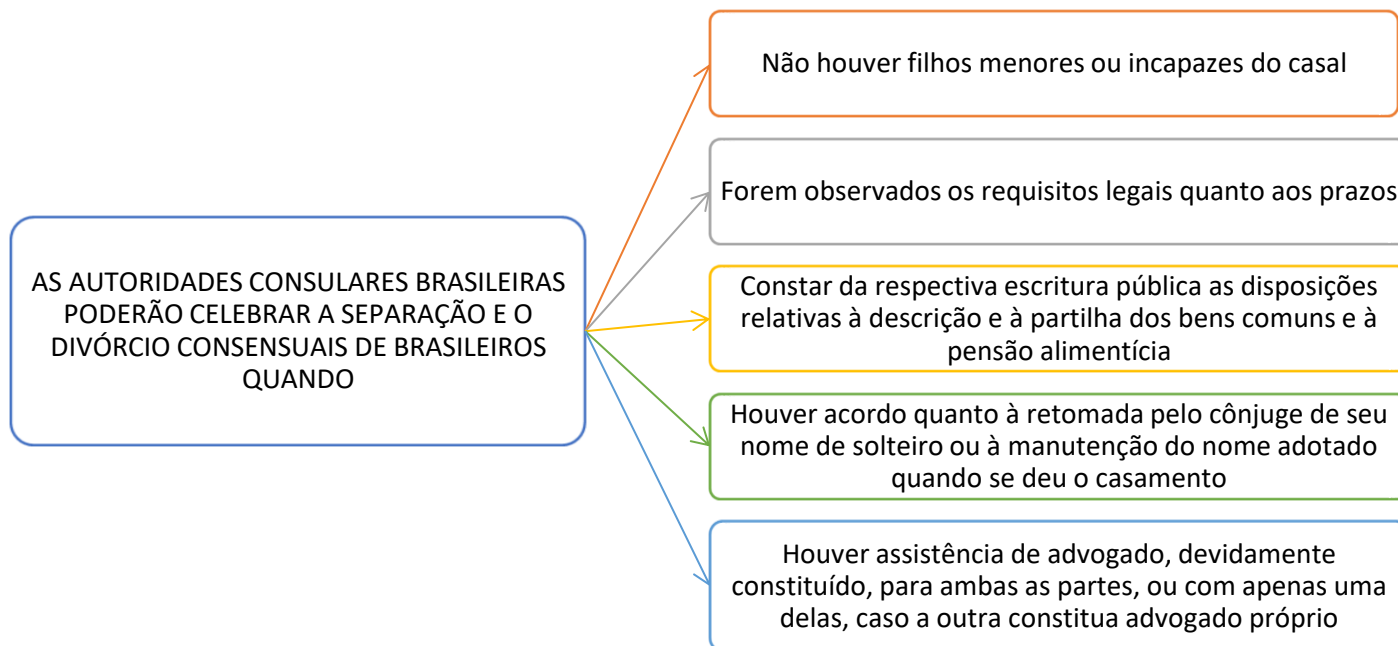 AS AUTORIDADES CONSULARES BRASILEIRAS
PODERÃO CELEBRAR A SEPARAÇÃO E O
DIVÓRCIO CONSENSUAIS DE BRASILEIROS
QUANDO
Não houver filhos menores ou incapazes do casal
Forem observados os requisitos legais quanto aos prazos
Constar da respectiva escritura pública as disposições
relativas à descrição e à partilha dos bens comuns e à
pensão alimentícia
Houver acordo quanto à retomada pelo cônjuge de seu
nome de solteiro ou à manutenção do nome adotado
quando se deu o casamento
Houver assistência de advogado, devidamente
constituído, para ambas as partes, ou com apenas uma
delas, caso a outra constitua advogado próprio